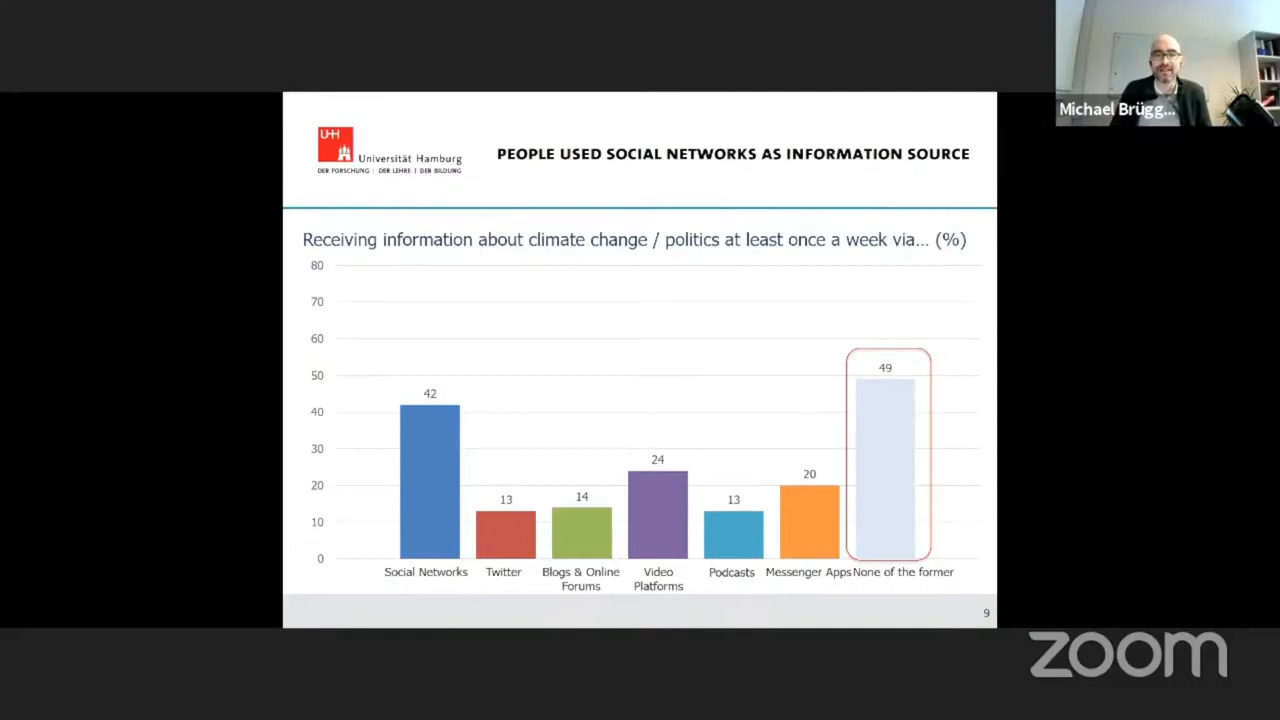 Michael Brügg...
UH
Universität Hamburg
DER FORSCHUNG | DER LEHRE | DER BILDUNG
PEOPLE USED SOCIAL NETWORKS AS INFORMATION SOURCE
Receiving information about climate change / politics at least once a week via... (%)
80
70
60
50
40
30
20
10
0
42
13
14
24
13
20
49
Social Networks
Twitter
Blogs & Online
Forums
Video
Platforms
Podcasts
Messenger Apps
None of the former
9
zoom